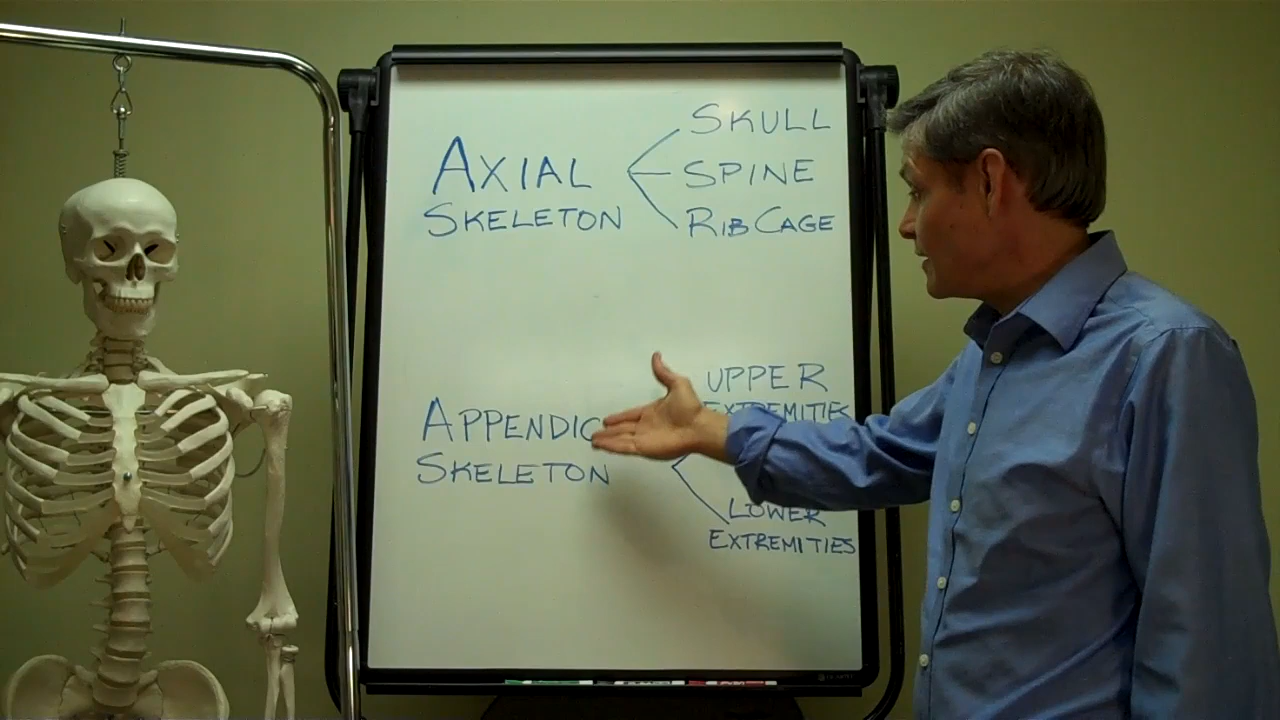 AXIAL
SKELETON
SKULL
SPINE
RIB CAGE
APPENDIC
SKELETON
UPPER
EXTREMITIES
LOWER
EXTREMITIES